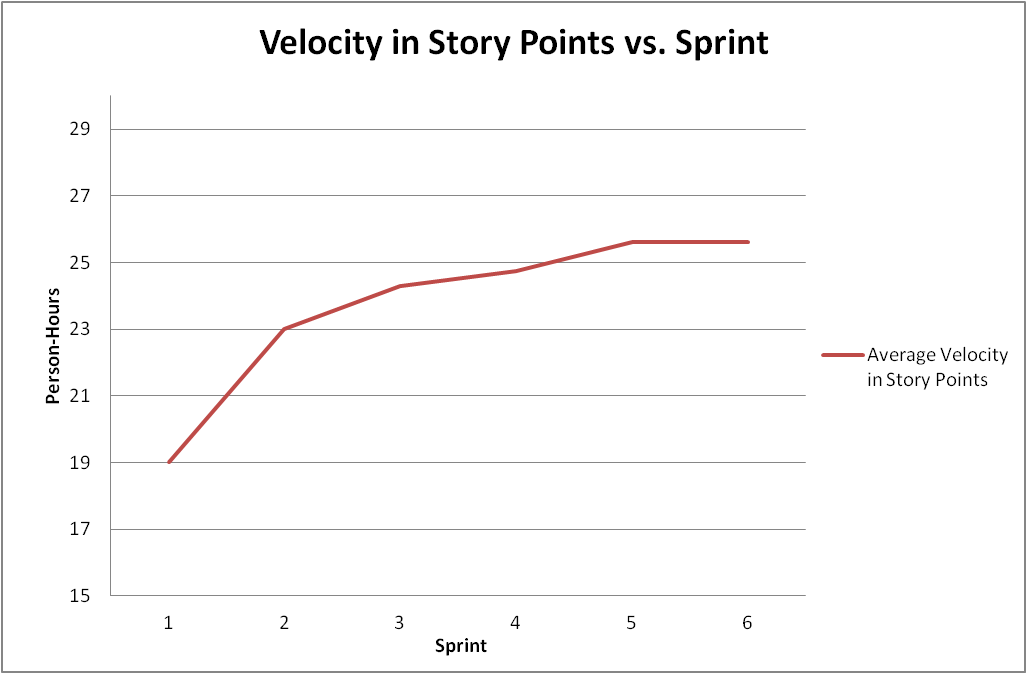 Velocity in Story Points vs. Sprint
29
27
25
23
21
19
17
15
Person-Hours
1 2 3 4 5 6
Sprint
Average Velocity
in Story Points